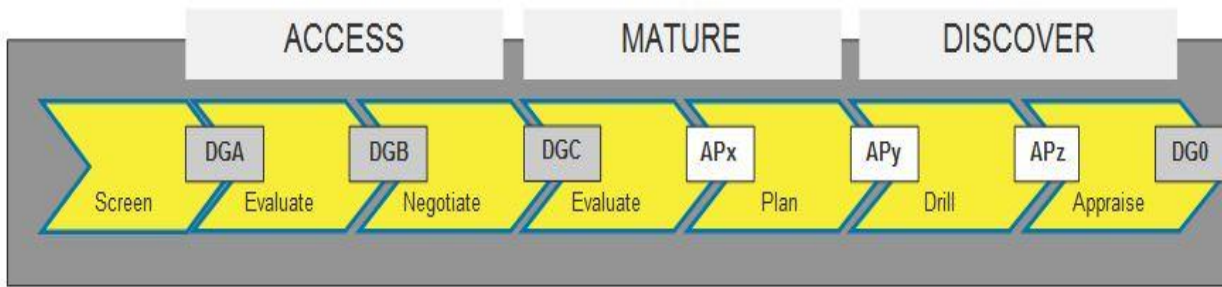 ACCESS MATURE DISCOVER
DGA DGB DGC APx APy APz DG0
Screen Evaluate Negotiate Evaluate Plan Drill Appraise